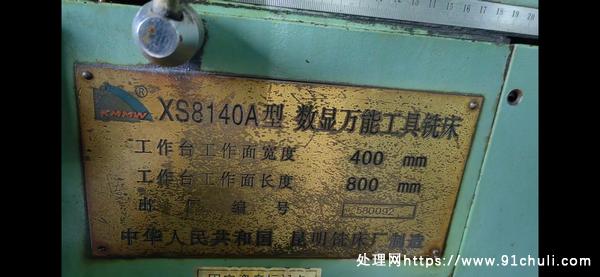 KMMW ® XS8140A型 数显万能工具铣床
工作台工作面宽度 400 mm
工作台工作面长度 800 mm
出厂编号 580092
中华人民共和国 昆明铣床厂制造
处理网https://www.91chuli.com/